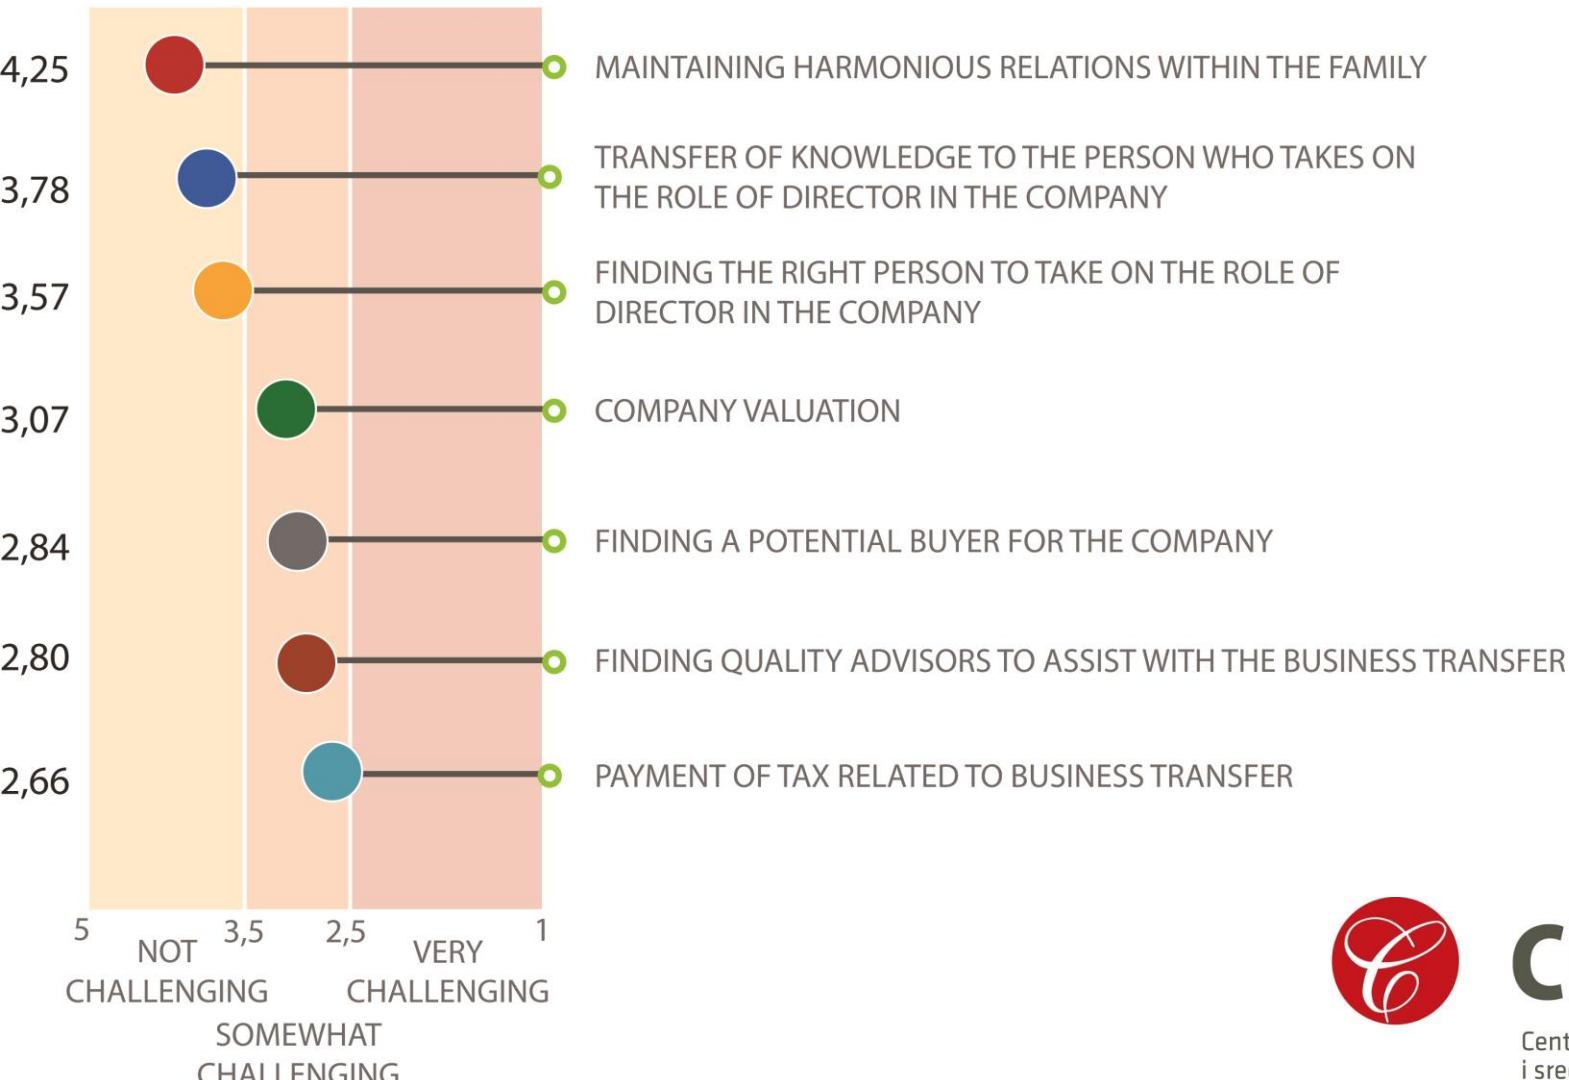 4,25
MAINTAINING HARMONIOUS RELATIONS WITHIN THE FAMILY
3,78
TRANSFER OF KNOWLEDGE TO THE PERSON WHO TAKES ON
THE ROLE OF DIRECTOR IN THE COMPANY
3,57
FINDING THE RIGHT PERSON TO TAKE ON THE ROLE OF
DIRECTOR IN THE COMPANY
3,07
COMPANY VALUATION
2,84
FINDING A POTENTIAL BUYER FOR THE COMPANY
2,80
FINDING QUALITY ADVISORS TO ASSIST WITH THE BUSINESS TRANSFER
2,66
PAYMENT OF TAX RELATED TO BUSINESS TRANSFER
5
3,5
2,5
1
NOT
CHALLENGING
VERY
CHALLENGING
SOMEWHAT
CHALLENGING
C
i